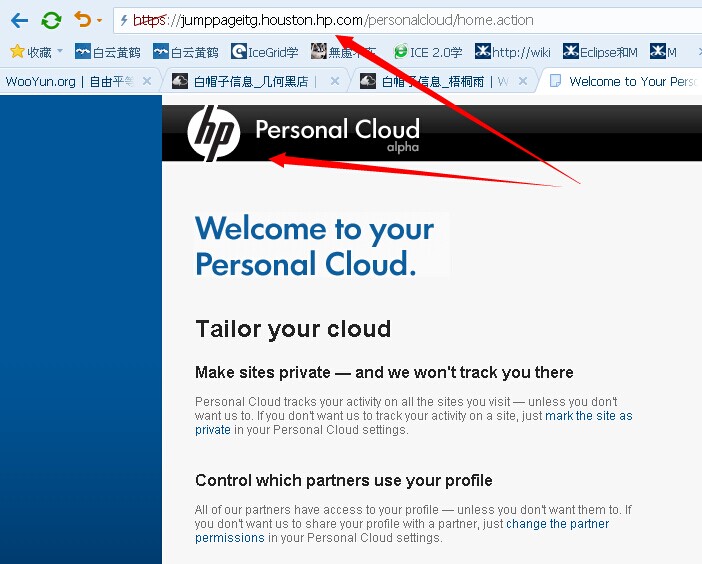 https://jumppageitg.houston.hp.com/personalcloud/home.action
收藏 白云黄鹤 白云黄鹤 IceGrid学 無處不在 ICE 2.0学 http://wiki Eclipse和M M
WooYun.org | 自由平等 白帽子信息_几何黑店 | 白帽子信息_梧桐雨 | W Welcome to Your Perso
hp Personal Cloud
alpha
Welcome to your
Personal Cloud.
Tailor your cloud
Make sites private — and we won't track you there
Personal Cloud tracks your activity on all the sites you visit — unless you don't
want us to. If you don't want us to track your activity on a site, just mark the site as
private in your Personal Cloud settings.
Control which partners use your profile
All of our partners have access to your profile — unless you don't want them to. If
you don't want us to share your profile with a partner, just change the partner
permissions in your Personal Cloud settings.